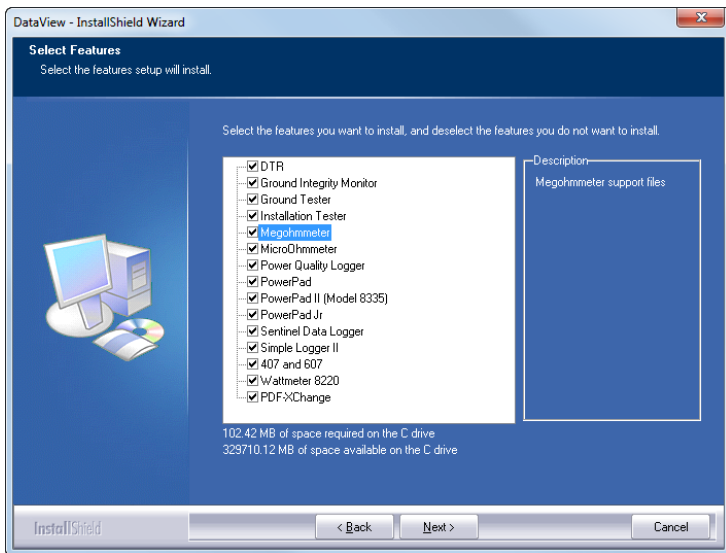 DataView - InstallShield Wizard
Select Features
Select the features setup will install.
Select the features you want to install, and deselect the features you do not want to install.
DTR
Ground Integrity Monitor
Ground Tester
Installation Tester
Megohmmeter
MicroOhmmeter
Power Quality Logger
PowerPad
PowerPad II (Model 8335)
PowerPad Jr
Sentinel Data Logger
Simple Logger II
407 and 607
Wattmeter 8220
PDF-XChange
Description
Megohmmeter support files
102.42 MB of space required on the C drive
329710.12 MB of space available on the C drive
InstallShield
< Back
Next >
Cancel